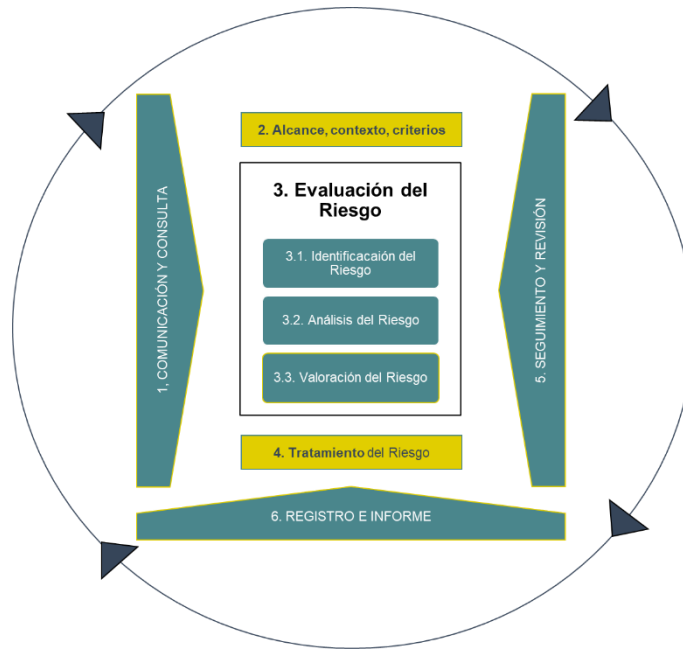 2. Alcance, contexto, criterios
3. Evaluación del
Riesgo
3.1. Identificacaión del
Riesgo
3.2. Análisis del Riesgo
3.3. Valoración del Riesgo
4. Tratamiento del Riesgo
1, COMUNICACIÓN Y CONSULTA
5. SEGUIMIENTO Y REVISIÓN
6. REGISTRO E INFORME